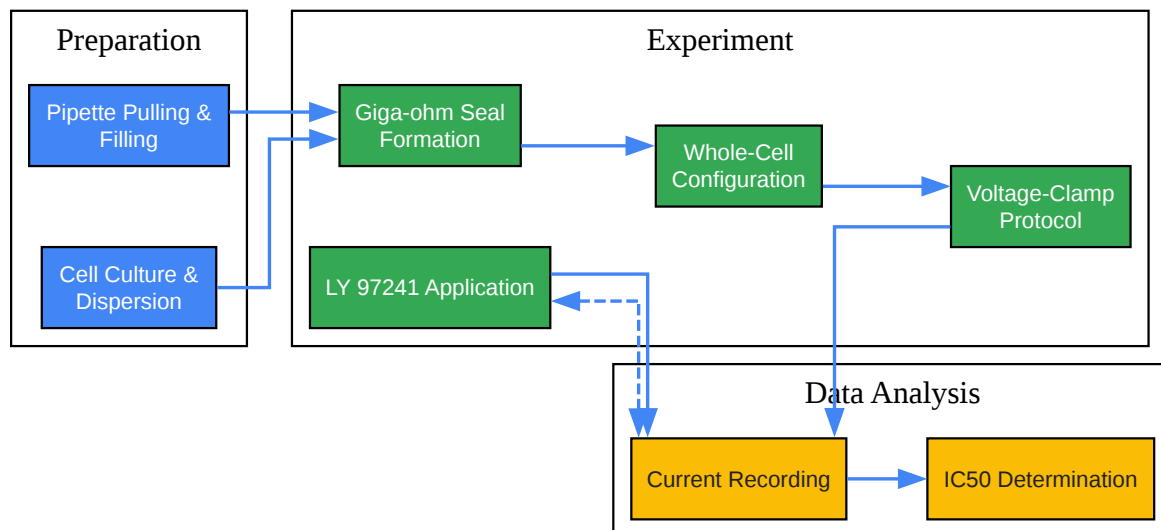 Preparation
Pipette Pulling &
Filling
Cell Culture &
Dispersion
Experiment
Giga-ohm Seal
Formation
Whole-Cell
Configuration
Voltage-Clamp
Protocol
LY 97241 Application
Data Analysis
Current Recording
IC50 Determination